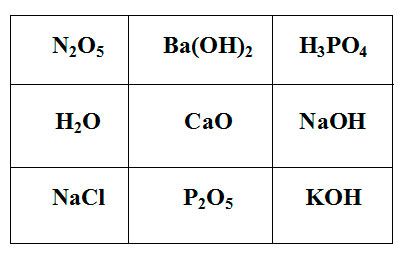 N₂O₅ Ba(OH)₂ H₃PO₄
H₂O CaO NaOH
NaCl P₂O₅ KOH